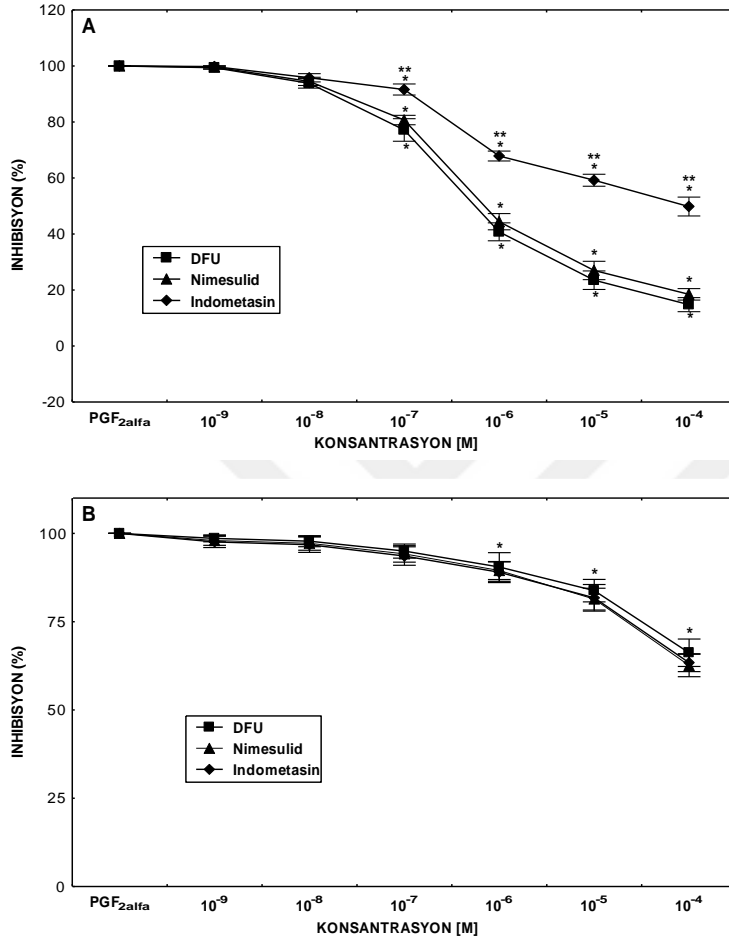 A
120
100
80
60
40
20
0
-20
INHIBISYON (%)
** * * *
** * * *
** * * *
** * * *
DFU
Nimesulid
Indometasin
PGF2alfa 10-9 10-8 10-7 10-6 10-5 10-4
KONSANTRASYON [M]
B
100
75
50
25
0
INHIBISYON (%)
* * *
DFU
Nimesulid
Indometasin
PGF2alfa 10-9 10-8 10-7 10-6 10-5 10-4
KONSANTRASYON [M]